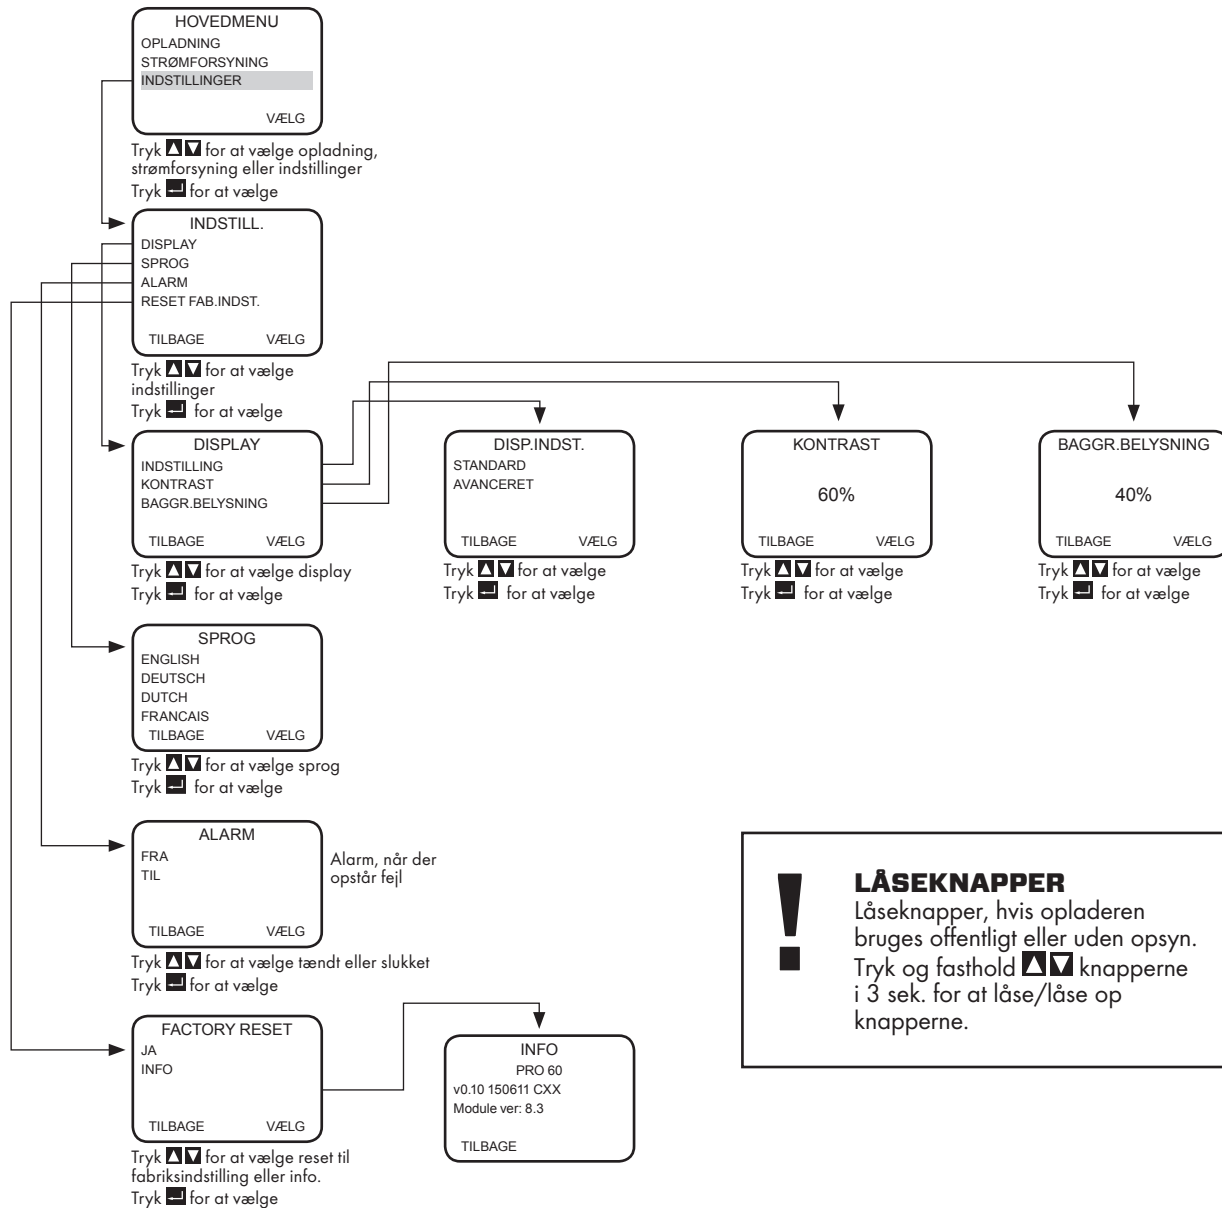 HOVEDMENU
OPLADNING
STRØMFORSYNING
INDSTILLINGER
VÆLG
Tryk for at vælge opladning,
strømforsyning eller indstillinger
Tryk for at vælge
INDSTILL.
DISPLAY
SPROG
ALARM
RESET FAB.INDST.
TILBAGE VÆLG
Tryk for at vælge
indstillinger
Tryk for at vælge
DISPLAY
INDSTILLING
KONTRAST
BAGGR.BELYSNING
TILBAGE VÆLG
Tryk for at vælge display
Tryk for at vælge
DISP.INDST.
STANDARD
AVANCERET
TILBAGE VÆLG
Tryk for at vælge
Tryk for at vælge
KONTRAST
60%
TILBAGE VÆLG
Tryk for at vælge
Tryk for at vælge
BAGGR.BELYSNING
40%
TILBAGE VÆLG
Tryk for at vælge
Tryk for at vælge
SPROG
ENGLISH
DEUTSCH
DUTCH
FRANCAIS
TILBAGE VÆLG
Tryk for at vælge sprog
Tryk for at vælge
ALARM
FRA
TIL
TILBAGE VÆLG
Alarm, når der
opstår fejl
Tryk for at vælge tændt eller slukket
Tryk for at vælge
FACTORY RESET
JA
INFO
TILBAGE VÆLG
Tryk for at vælge reset til
fabriksindstilling eller info.
Tryk for at vælge
INFO
PRO 60
v0.10 150611 CXX
Module ver: 8.3
TILBAGE
!
LÅSEKNAPPER
Låseknapper, hvis opladeren
bruges offentligt eller uden opsyn.
Tryk og fasthold knapperne
i 3 sek. for at låse/låse op
knapperne.